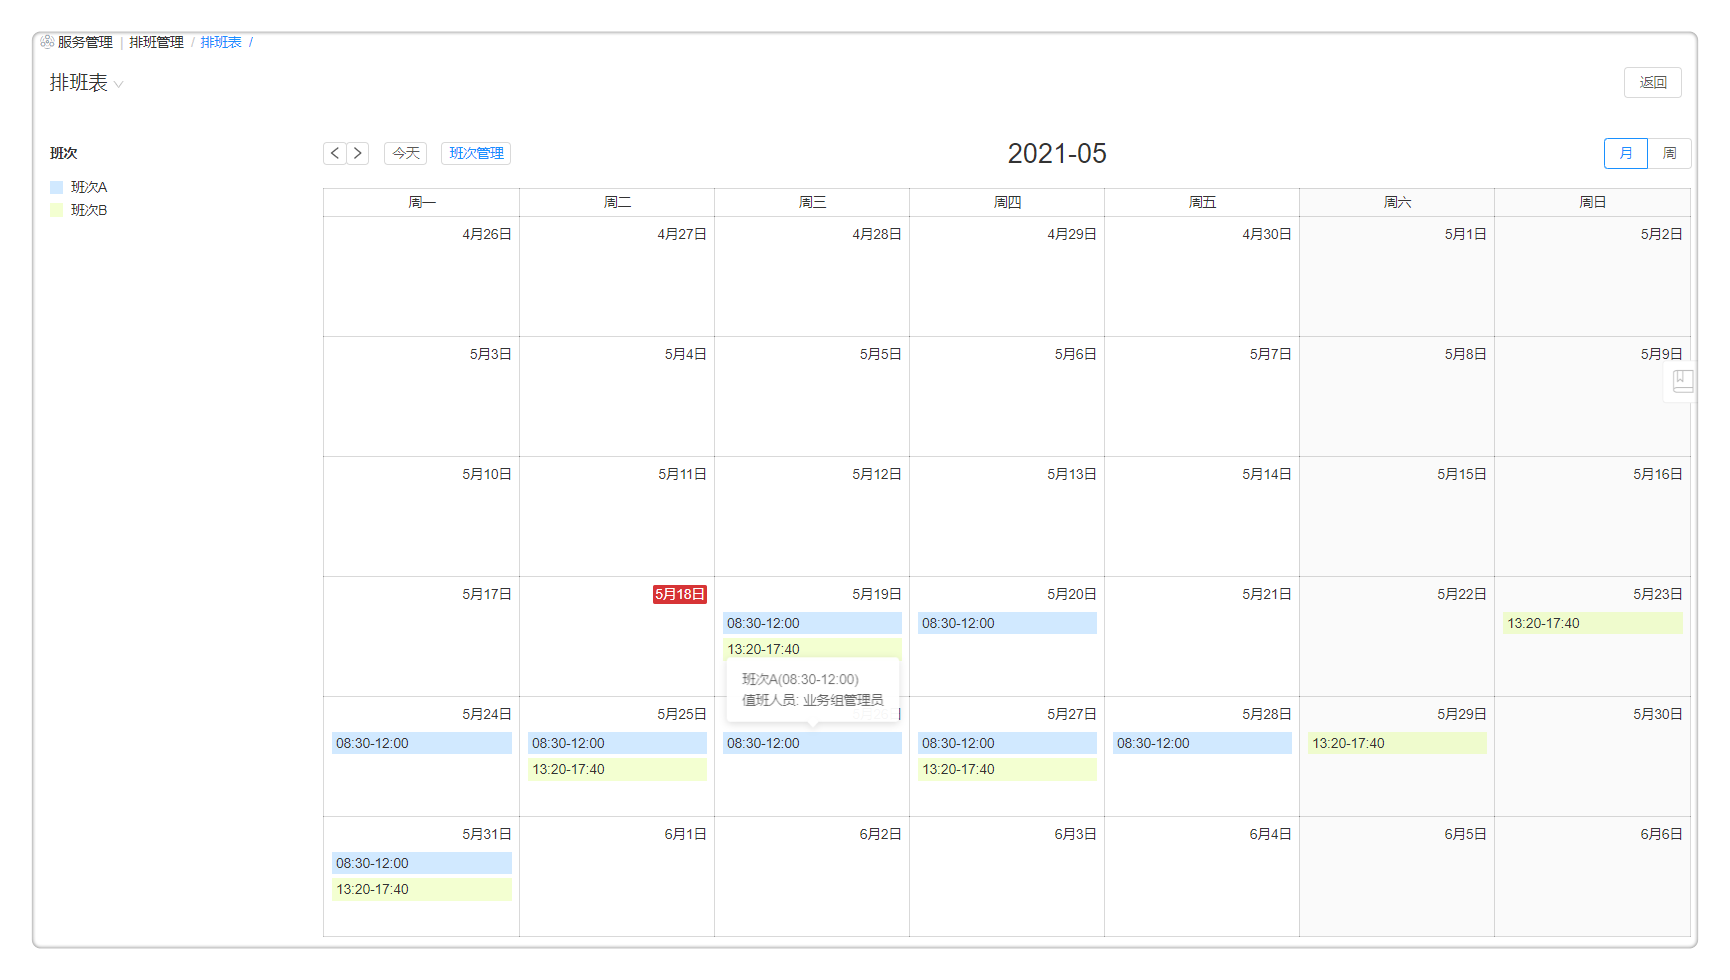 服务管理 | 排班管理 / 排班表 /
排班表
返回
班次
班次A
班次B
今天
班次管理
2021-05
月
周
周一 周二 周三 周四 周五 周六 周日
4月26日 4月27日 4月28日 4月29日 4月30日 5月1日 5月2日
5月3日 5月4日 5月5日 5月6日 5月7日 5月8日 5月9日
5月10日 5月11日 5月12日 5月13日 5月14日 5月15日 5月16日
5月17日 5月18日 5月19日 5月20日 5月21日 5月22日 5月23日
08:30-12:00 08:30-12:00 13:20-17:40
13:20-17:40
班次A(08:30-12:00)
值班人员: 业务组管理员
5月24日 5月25日 5月27日 5月28日 5月29日 5月30日
08:30-12:00 08:30-12:00 08:30-12:00 08:30-12:00 08:30-12:00 13:20-17:40
13:20-17:40 13:20-17:40
5月31日 6月1日 6月2日 6月3日 6月4日 6月5日 6月6日
08:30-12:00
13:20-17:40